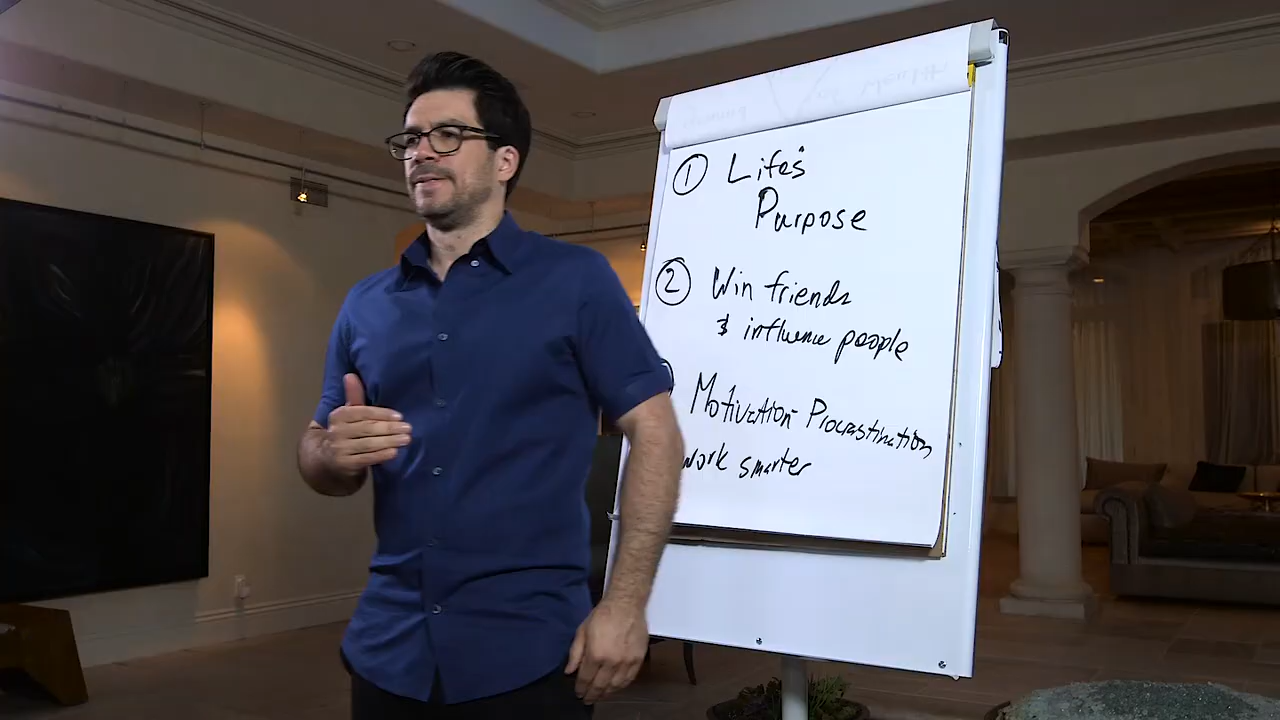 ① Life's
Purpose
② Win friends
& influence people
Motivation - Procrastination
work smarter